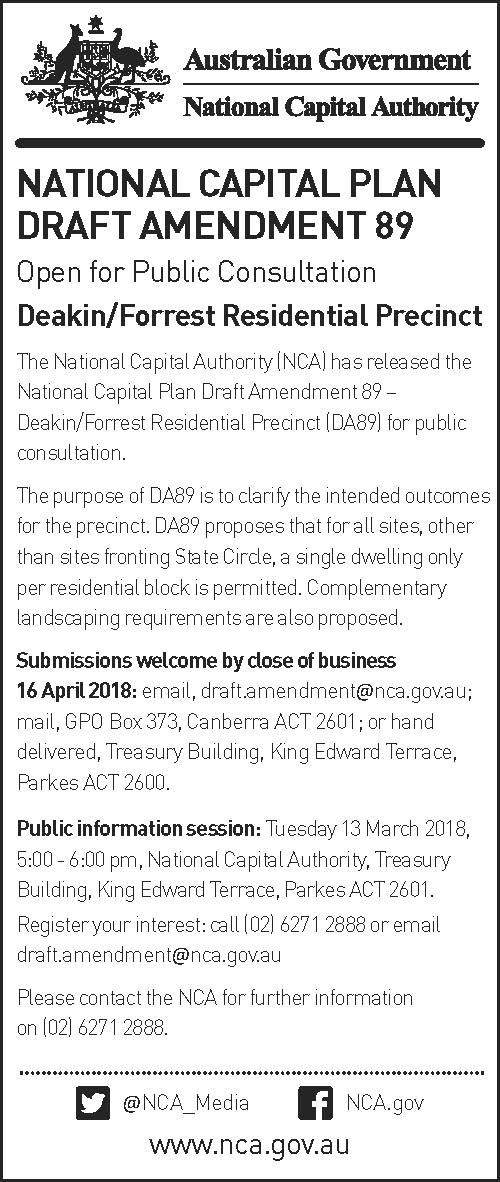 Australian Government
National Capital Authority
NATIONAL CAPITAL PLAN
DRAFT AMENDMENT 89
Open for Public Consultation
Deakin/Forrest Residential Precinct
The National Capital Authority (NCA) has released the
National Capital Plan Draft Amendment 89 –
Deakin/Forrest Residential Precinct (DA89) for public
consultation.
The purpose of DA89 is to clarify the intended outcomes
for the precinct. DA89 proposes that for all sites, other
than sites fronting State Circle, a single dwelling only
per residential block is permitted. Complementary
landscaping requirements are also proposed.
Submissions welcome by close of business
16 April 2018: email, draft.amendment@nca.gov.au;
mail, GPO Box 373, Canberra ACT 2601; or hand
delivered, Treasury Building, King Edward Terrace,
Parkes ACT 2600.
Public information session: Tuesday 13 March 2018,
5:00 - 6:00 pm, National Capital Authority, Treasury
Building, King Edward Terrace, Parkes ACT 2601.
Register your interest: call (02) 6271 2888 or email
draft.amendment@nca.gov.au
Please contact the NCA for further information
on (02) 6271 2888.
@NCA_Media NCA.gov
www.nca.gov.au